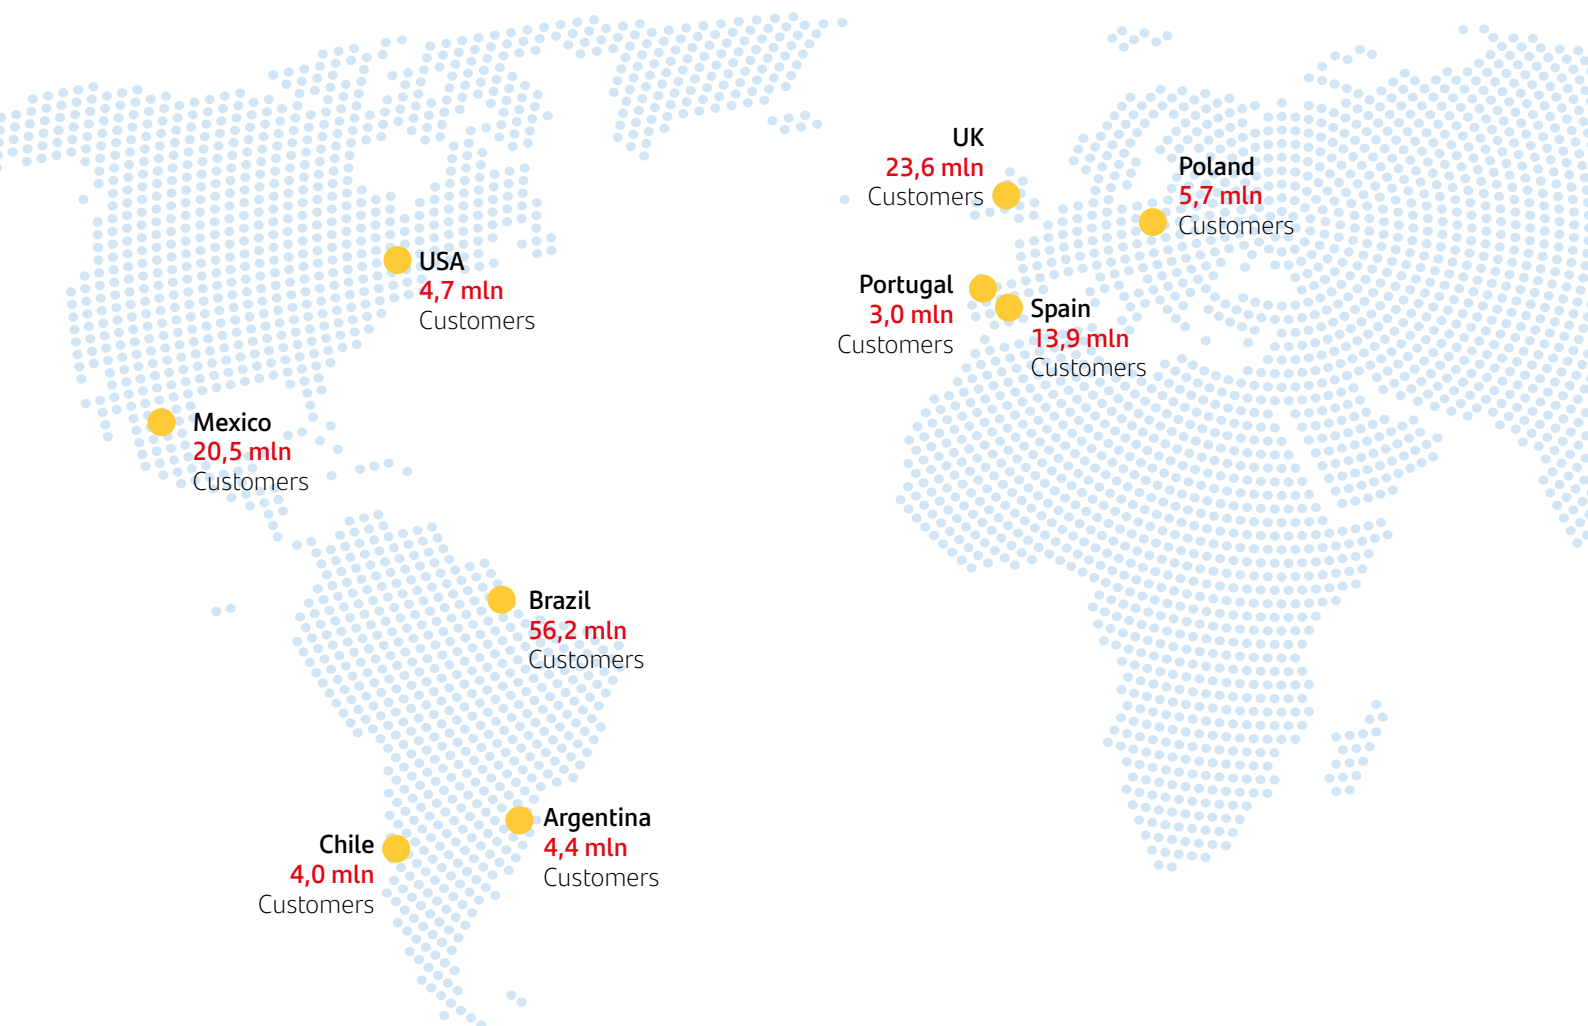 UK
23,6 mln
Customers
Poland
5,7 mln
Customers
USA
4,7 mln
Customers
Portugal
3,0 mln
Customers
Spain
13,9 mln
Customers
Mexico
20,5 mln
Customers
Brazil
56,2 mln
Customers
Argentina
4,4 mln
Customers
Chile
4,0 mln
Customers